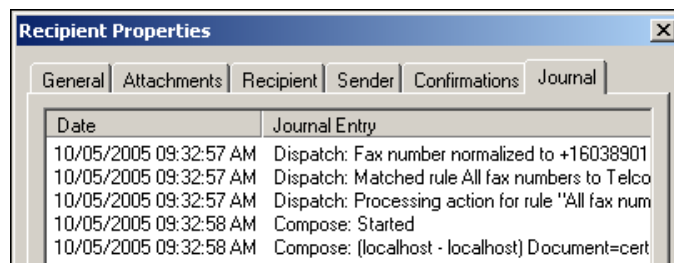 Recipient Properties
General Attachments Recipient Sender Confirmations Journal
Date Journal Entry
10/05/2005 09:32:57 AM Dispatch: Fax number normalized to +16038901
10/05/2005 09:32:57 AM Dispatch: Matched rule All fax numbers to Telco
10/05/2005 09:32:57 AM Dispatch: Processing action for rule "All fax num
10/05/2005 09:32:58 AM Compose: Started
10/05/2005 09:32:58 AM Compose: (localhost - localhost) Document=cert